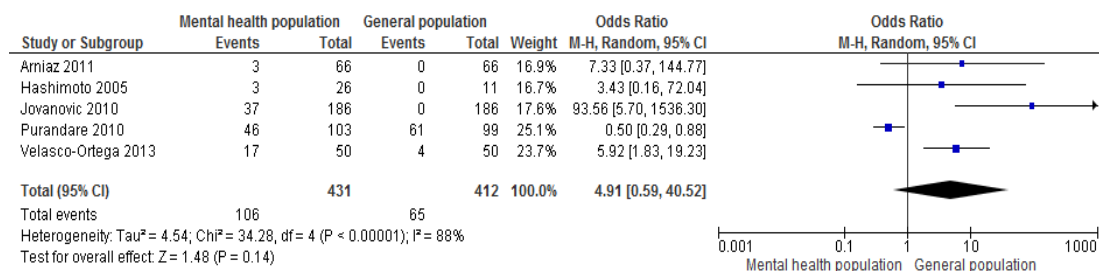 Mental health population General population Odds Ratio Odds Ratio
Study or Subgroup Events Total Events Total Weight M-H, Random, 95% CI M-H, Random, 95% CI
Arniaz 2011 3 66 0 66 16.9% 7.33 [0.37, 144.77]
Hashimoto 2005 3 26 0 11 16.7% 3.43 [0.16, 72.04]
Jovanovic 2010 37 186 0 186 17.6% 93.56 [5.70, 1536.30]
Purandare 2010 46 103 61 99 25.1% 0.50 [0.29, 0.88]
Velasco-Ortega 2013 17 50 4 50 23.7% 5.92 [1.83, 19.23]
Total (95% CI) 431 412 100.0% 4.91 [0.59, 40.52]
Total events 106 65
Heterogeneity: Tau² = 4.54; Chi² = 34.28, df = 4 (P < 0.00001); I² = 88%
Test for overall effect: Z = 1.48 (P = 0.14)
0.001 0.1 1 10 1000
Mental health population General population